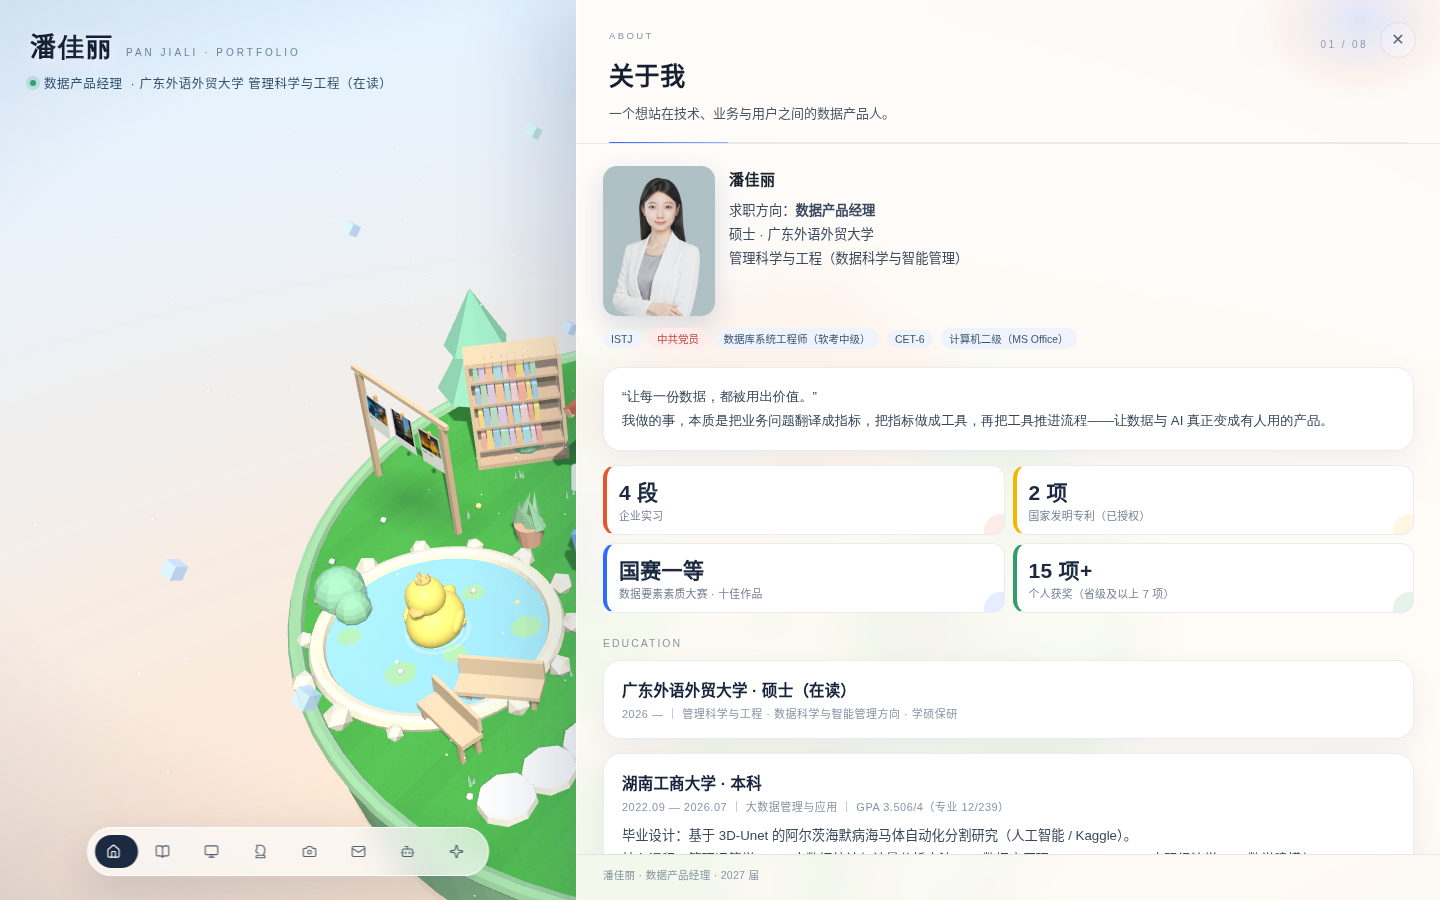 潘佳丽 PAN JIALI · PORTFOLIO
数据产品经理 · 广东外语外贸大学 管理科学与工程（在读）
ABOUT
01 / 08
关于我
一个想站在技术、业务与用户之间的数据产品人。
潘佳丽
求职方向：数据产品经理
硕士 · 广东外语外贸大学
管理科学与工程（数据科学与智能管理）
ISTJ 中共党员 数据库系统工程师（软考中级） CET-6 计算机二级（MS Office）
“让每一份数据，都被用出价值。”
我做的事，本质是把业务问题翻译成指标，把指标做成工具，再把工具推进流程——让数据与 AI 真正变成有人用的产品。
4 段
企业实习
2 项
国家发明专利（已授权）
国赛一等
数据要素素质大赛 · 十佳作品
15 项+
个人获奖（省级及以上 7 项）
EDUCATION
广东外语外贸大学 · 硕士（在读）
2026 — ｜ 管理科学与工程 · 数据科学与智能管理方向 · 学硕保研
湖南工商大学 · 本科
2022.09 — 2026.07 ｜ 大数据管理与应用 ｜ GPA 3.506/4（专业 12/239）
毕业设计：基于 3D-Unet 的阿尔茨海默病海马体自动化分割研究（人工智能 / Kaggle）。
潘佳丽 · 数据产品经理 · 2027 届